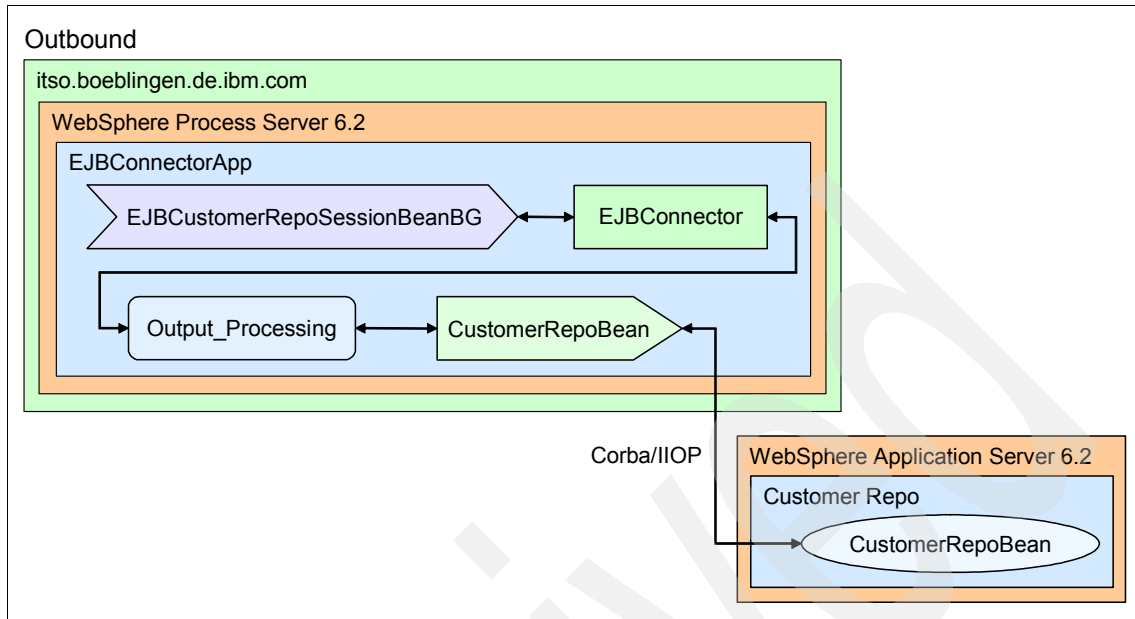 Outbound
itso.boeblingen.de.ibm.com
WebSphere Process Server 6.2
EJBConnectorApp
EJBCustomerRepoSessionBeanBG
EJBConnector
Output_Processing
CustomerRepoBean
Corba/IIOP
WebSphere Application Server 6.2
Customer Repo
CustomerRepoBean